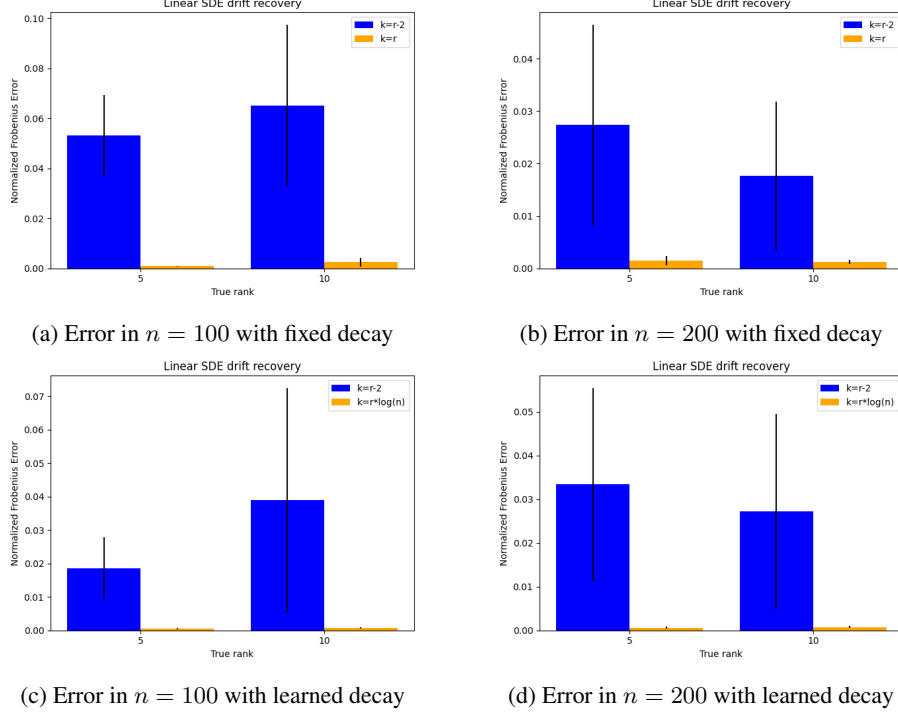 Linear SDE drift recovery
0.10
0.08
0.06
0.04
0.02
0.00
Normalized Frobenius Error
k=r-2
k=r
5
10
True rank
(a) Error in n = 100 with fixed decay
Linear SDE drift recovery
0.04
0.03
0.02
0.01
0.00
Normalized Frobenius Error
k=r-2
k=r
5
10
True rank
(b) Error in n = 200 with fixed decay
Linear SDE drift recovery
0.07
0.06
0.05
0.04
0.03
0.02
0.01
0.00
Normalized Frobenius Error
k=r-2
k=r*log(n)
5
10
True rank
(c) Error in n = 100 with learned decay
Linear SDE drift recovery
0.05
0.04
0.03
0.02
0.01
0.00
Normalized Frobenius Error
k=r-2
k=r*log(n)
5
10
True rank
(d) Error in n = 200 with learned decay